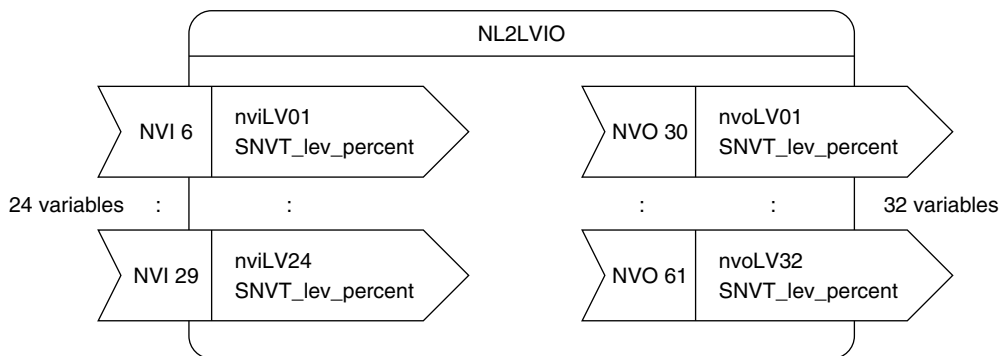 NL2LVIO
NVI 6
nviLV01
SNVT_lev_percent
NVO 30
nvoLV01
SNVT_lev_percent
24 variables : : : : 32 variables
NVI 29
nviLV24
SNVT_lev_percent
NVO 61
nvoLV32
SNVT_lev_percent